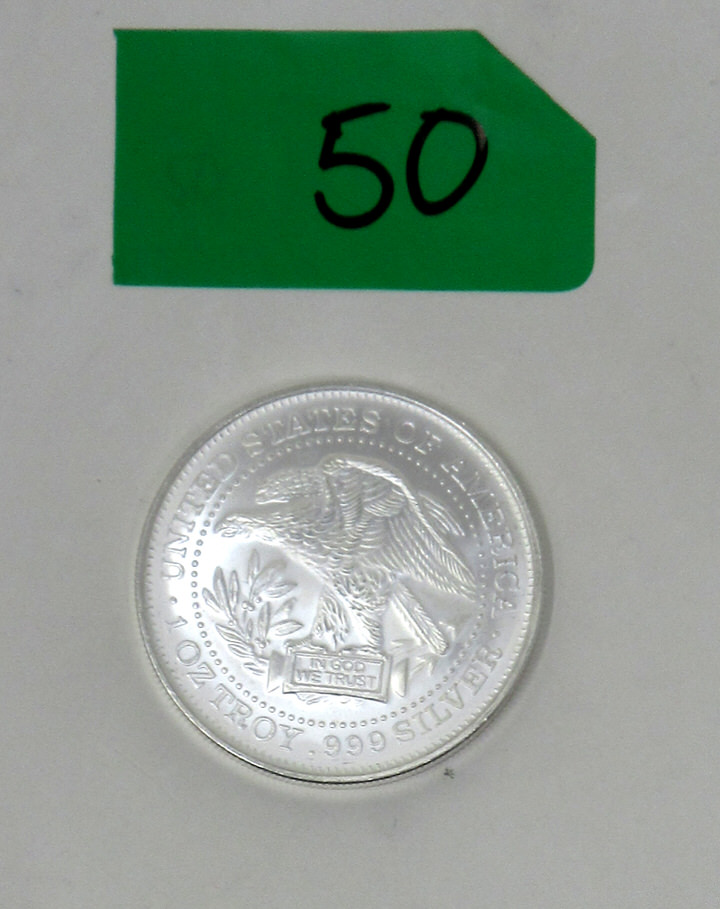 50
· UNITED STATES OF AMERICA ·
IN GOD
WE TRUST
1 OZ TROY .999 SILVER